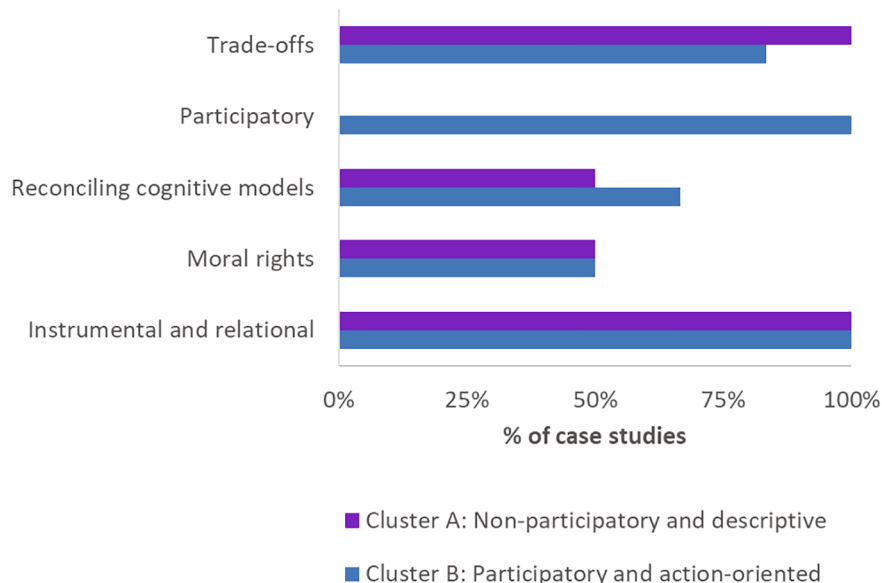 Trade-offs
Participatory
Reconciling cognitive models
Moral rights
Instrumental and relational
0% 25% 50% 75% 100%
% of case studies
Cluster A: Non-participatory and descriptive
Cluster B: Participatory and action-oriented